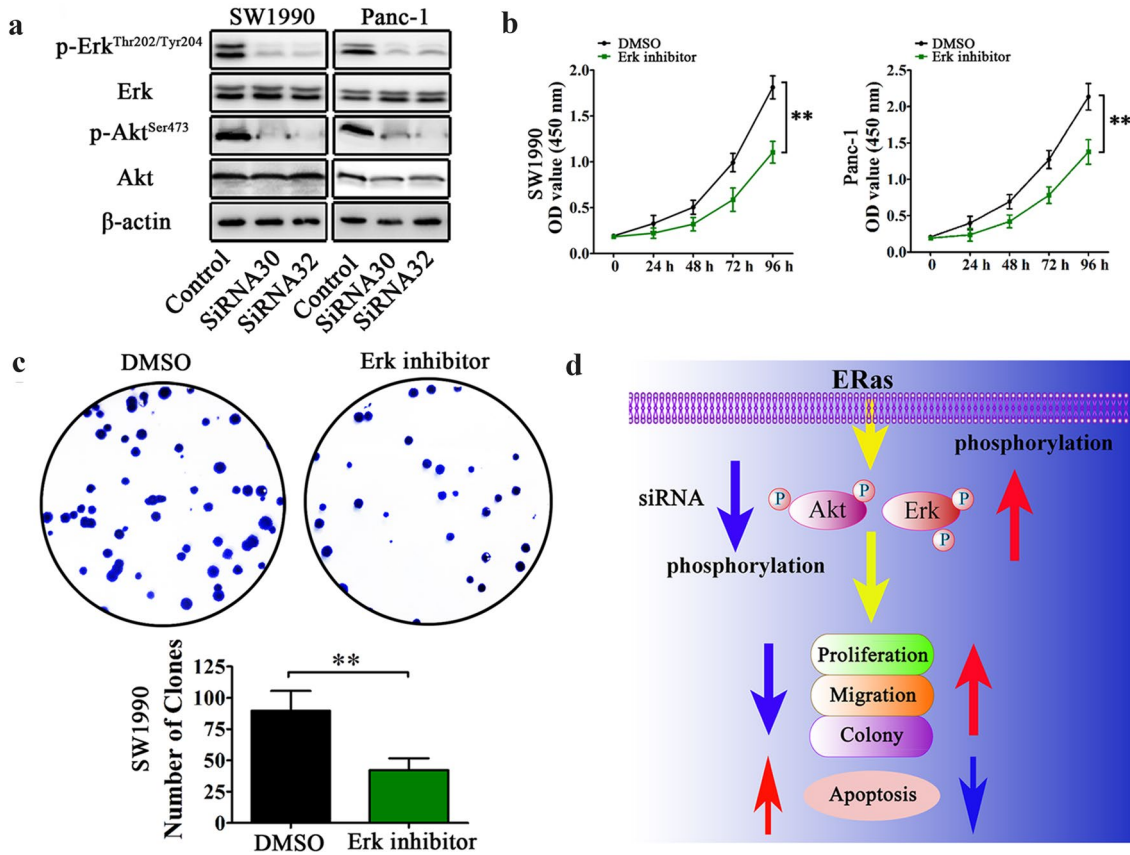 a
SW1990 Panc-1
p-Erk^Thr202/Tyr204
Erk
p-Akt^Ser473
Akt
β-actin
Control SiRNA30 SiRNA32 Control SiRNA30 SiRNA32
b
DMSO
Erk inhibitor
SW1990
OD value (450 nm)
2.0
1.5
1.0
0.5
0.0
0 24 h 48 h 72 h 96 h
**
DMSO
Erk inhibitor
Panc-1
OD value (450 nm)
2.5
2.0
1.5
1.0
0.5
0.0
0 24 h 48 h 72 h 96 h
**
c
DMSO Erk inhibitor
SW1990
Number of Clones
125
100
75
50
25
0
**
DMSO Erk inhibitor
d
ERas
phosphorylation
siRNA
P Akt P Erk P P
phosphorylation
Proliferation
Migration
Colony
Apoptosis